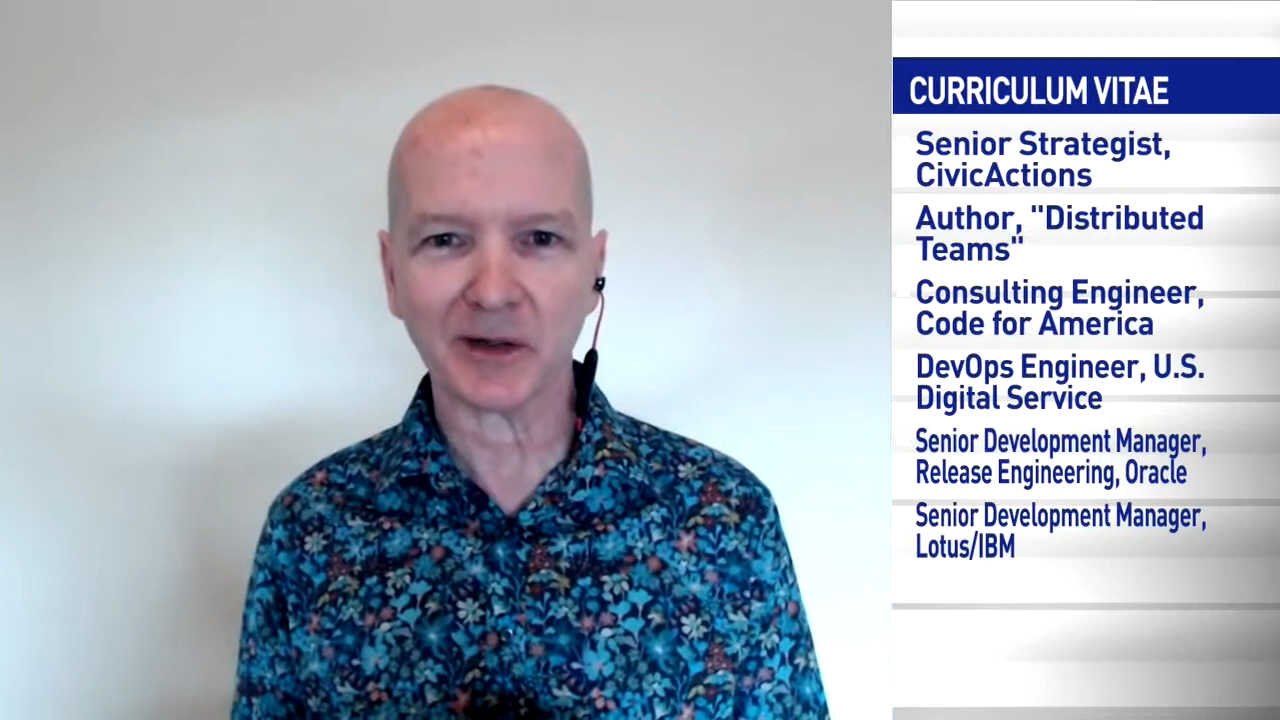 CURRICULUM VITAE
Senior Strategist,
CivicActions
Author, "Distributed
Teams"
Consulting Engineer,
Code for America
DevOps Engineer, U.S.
Digital Service
Senior Development Manager,
Release Engineering, Oracle
Senior Development Manager,
Lotus/IBM